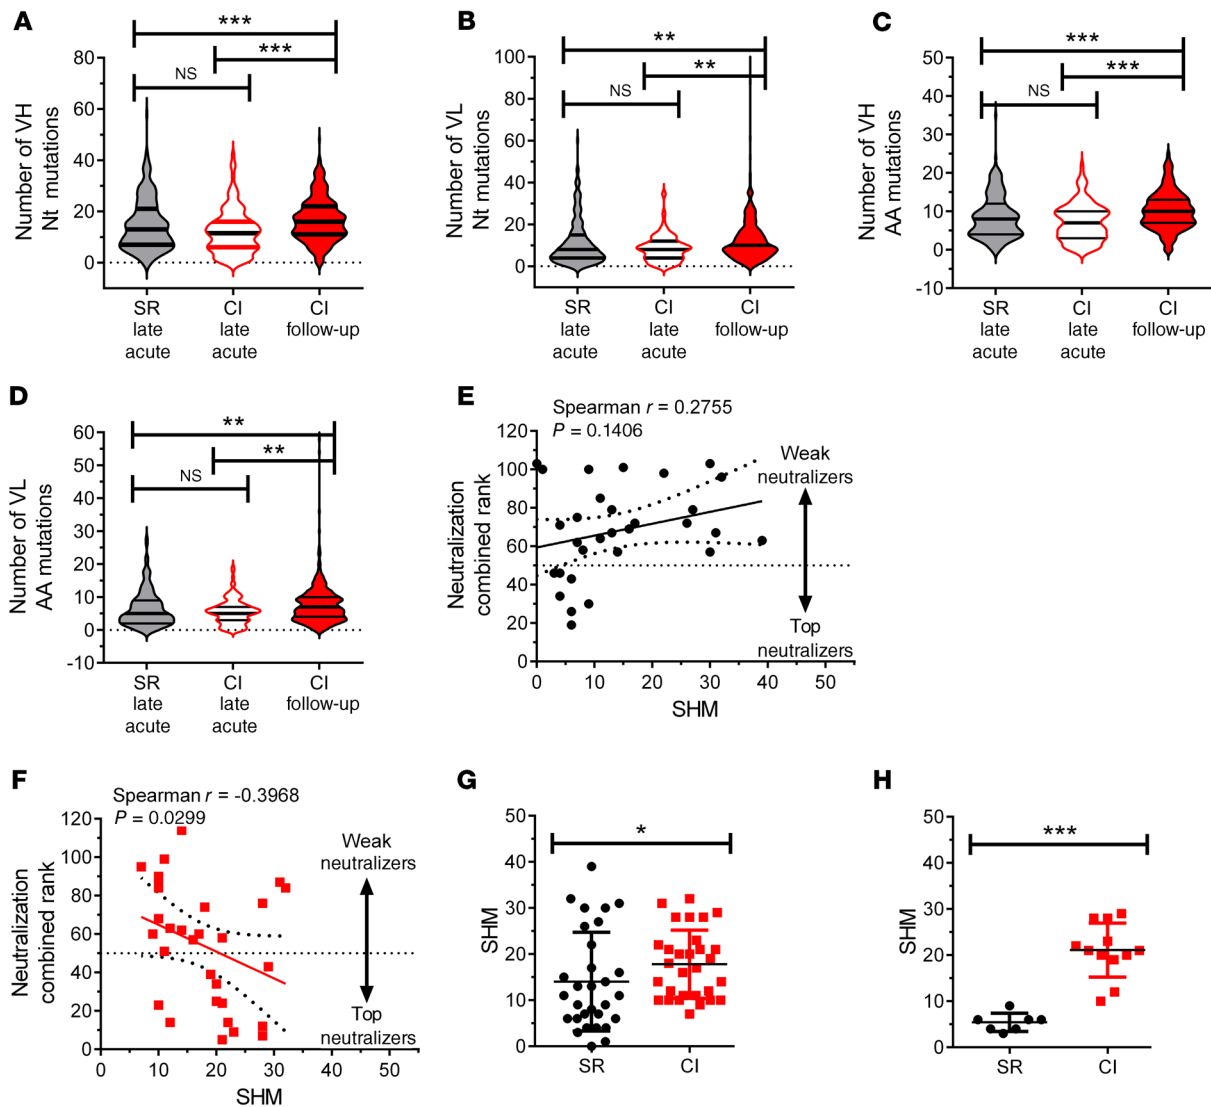 A
***
***
NS
Number of VH
Nt mutations
80
60
40
20
0
SR
late
acute
CI
late
acute
CI
follow-up
B
**
**
NS
Number of VL
Nt mutations
100
80
60
40
20
0
SR
late
acute
CI
late
acute
CI
follow-up
C
***
***
NS
Number of VH
AA mutations
50
40
30
20
10
0
-10
SR
late
acute
CI
late
acute
CI
follow-up
D
**
**
NS
Number of VL
AA mutations
60
50
40
30
20
10
0
-10
SR
late
acute
CI
late
acute
CI
follow-up
E
Spearman r = 0.2755
P = 0.1406
Neutralization
combined rank
120
100
80
60
40
20
0
Weak
neutralizers
Top
neutralizers
0 10 20 30 40 50
SHM
F
Spearman r = -0.3968
P = 0.0299
Neutralization
combined rank
120
100
80
60
40
20
0
Weak
neutralizers
Top
neutralizers
0 10 20 30 40 50
SHM
G
*
SHM
50
40
30
20
10
0
SR CI
H
***
SHM
50
40
30
20
10
0
SR CI